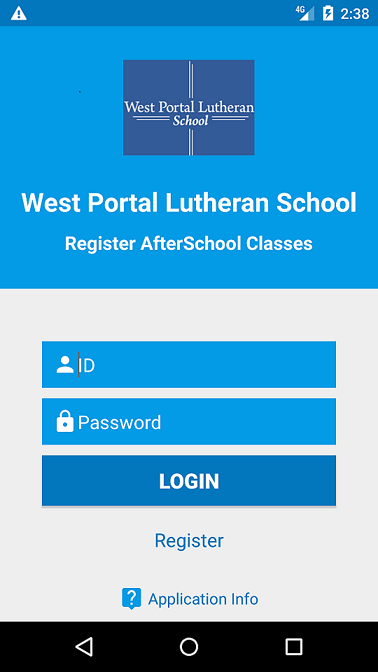 4G
2:38
West Portal Lutheran
School
West Portal Lutheran School
Register AfterSchool Classes
ID
Password
LOGIN
Register
Application Info